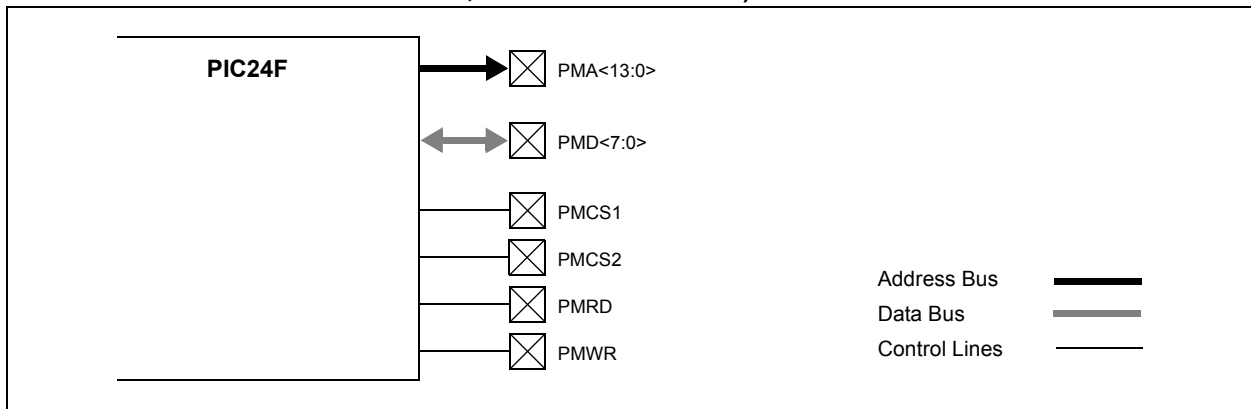 PIC24F
PMA<13:0>
PMD<7:0>
PMCS1
PMCS2
PMRD
PMWR
Address Bus
Data Bus
Control Lines